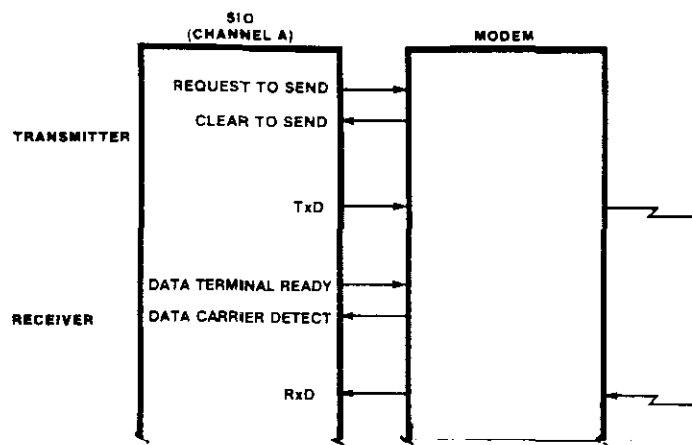 SIO
(CHANNEL A)
MODEM
REQUEST TO SEND
CLEAR TO SEND
TRANSMITTER
TxD
DATA TERMINAL READY
RECEIVER
DATA CARRIER DETECT
RxD